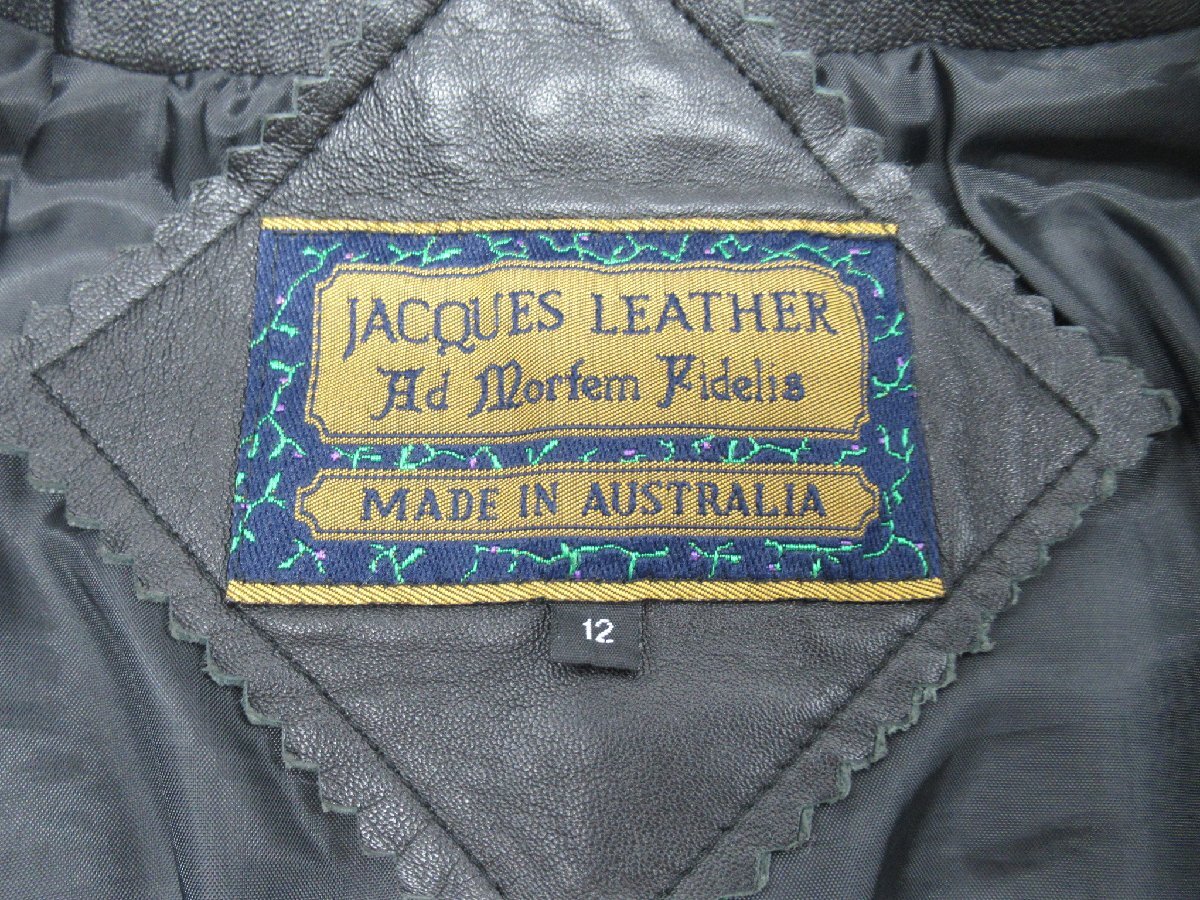 JACQUES LEATHER
Ad Mortem Fidelis
MADE IN AUSTRALIA
12